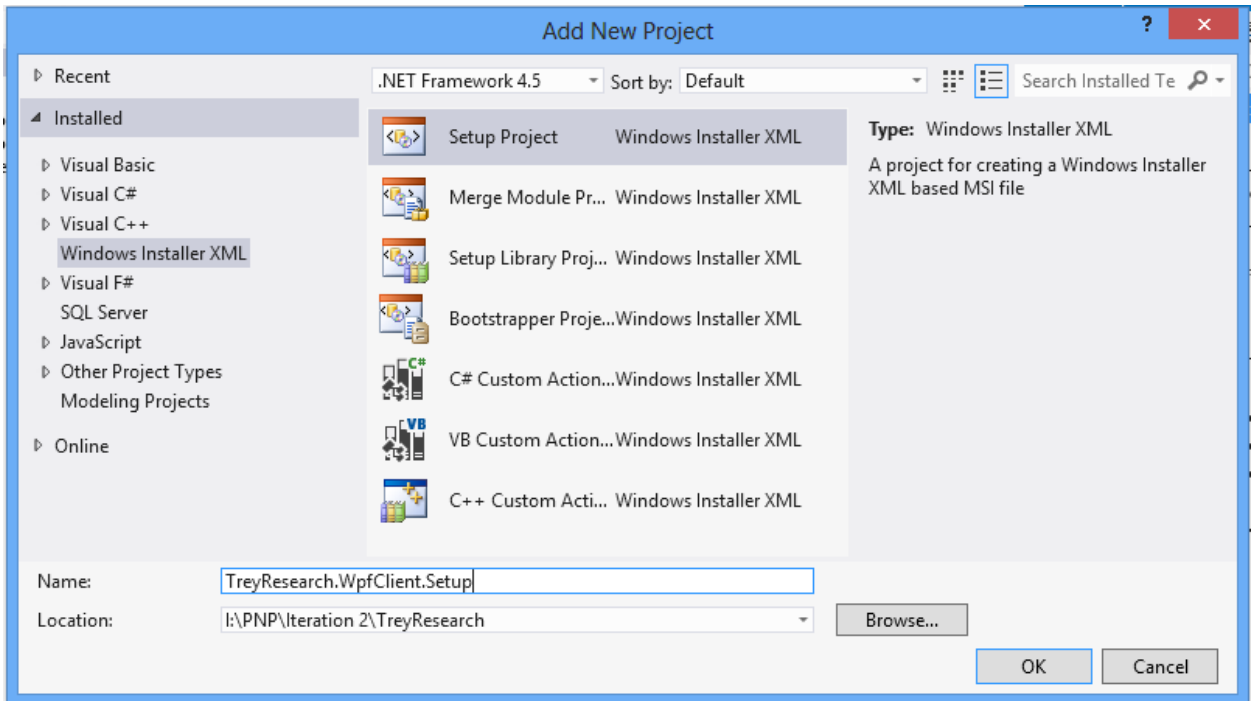 Add New Project
?
Recent
Installed
Visual Basic
Visual C#
Visual C++
Windows Installer XML
Visual F#
SQL Server
JavaScript
Other Project Types
Modeling Projects
Online
.NET Framework 4.5 Sort by: Default Search Installed Te
Setup Project Windows Installer XML
Merge Module Pr... Windows Installer XML
Setup Library Proj... Windows Installer XML
Bootstrapper Proje... Windows Installer XML
C# C# Custom Action... Windows Installer XML
VB VB Custom Action... Windows Installer XML
C++ Custom Acti... Windows Installer XML
Type: Windows Installer XML
A project for creating a Windows Installer
XML based MSI file
Name: TreyResearch.WpfClient.Setup
Location: I:\PNP\Iteration 2\TreyResearch Browse...
OK Cancel